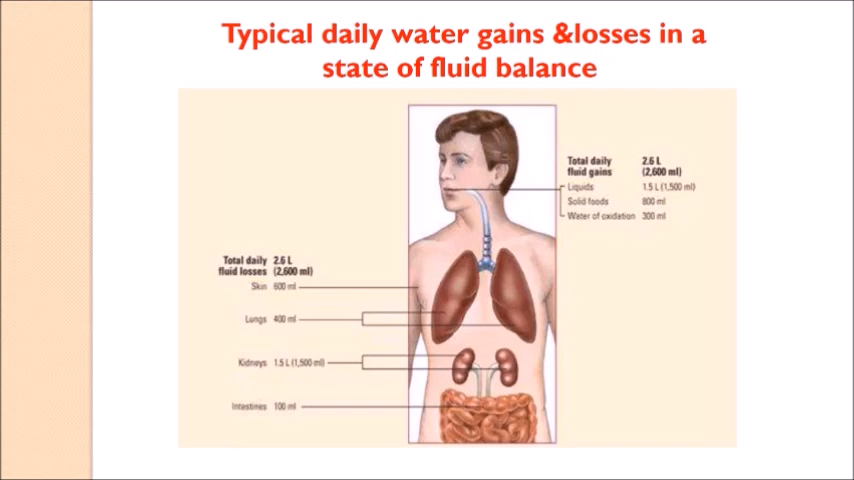 Typical daily water gains &losses in a
state of fluid balance
Total daily 2.6 L
fluid gains (2,600 ml)
Liquids 1.5 L (1,500 ml)
Solid foods 800 ml
Water of oxidation 300 ml
Total daily 2.6 L
fluid losses (2,600 ml)
Skin 600 ml
Lungs 400 ml
Kidneys 1.5 L (1,500 ml)
Intestines 100 ml